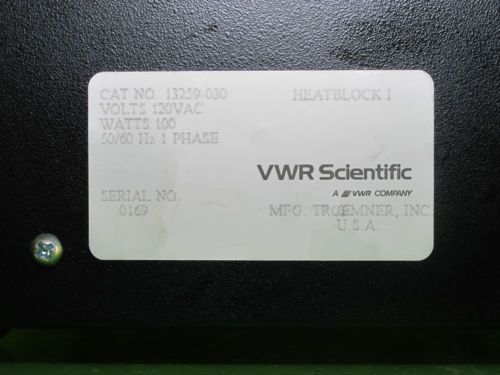 CAT NO. 13259-030 HEATBLOCK I
VOLTS 120VAC
WATTS 100
50/60 Hz 1 PHASE
VWR Scientific
A VWR COMPANY
SERIAL NO.
0169
MFG. TROEMNER, INC.
U.S.A.